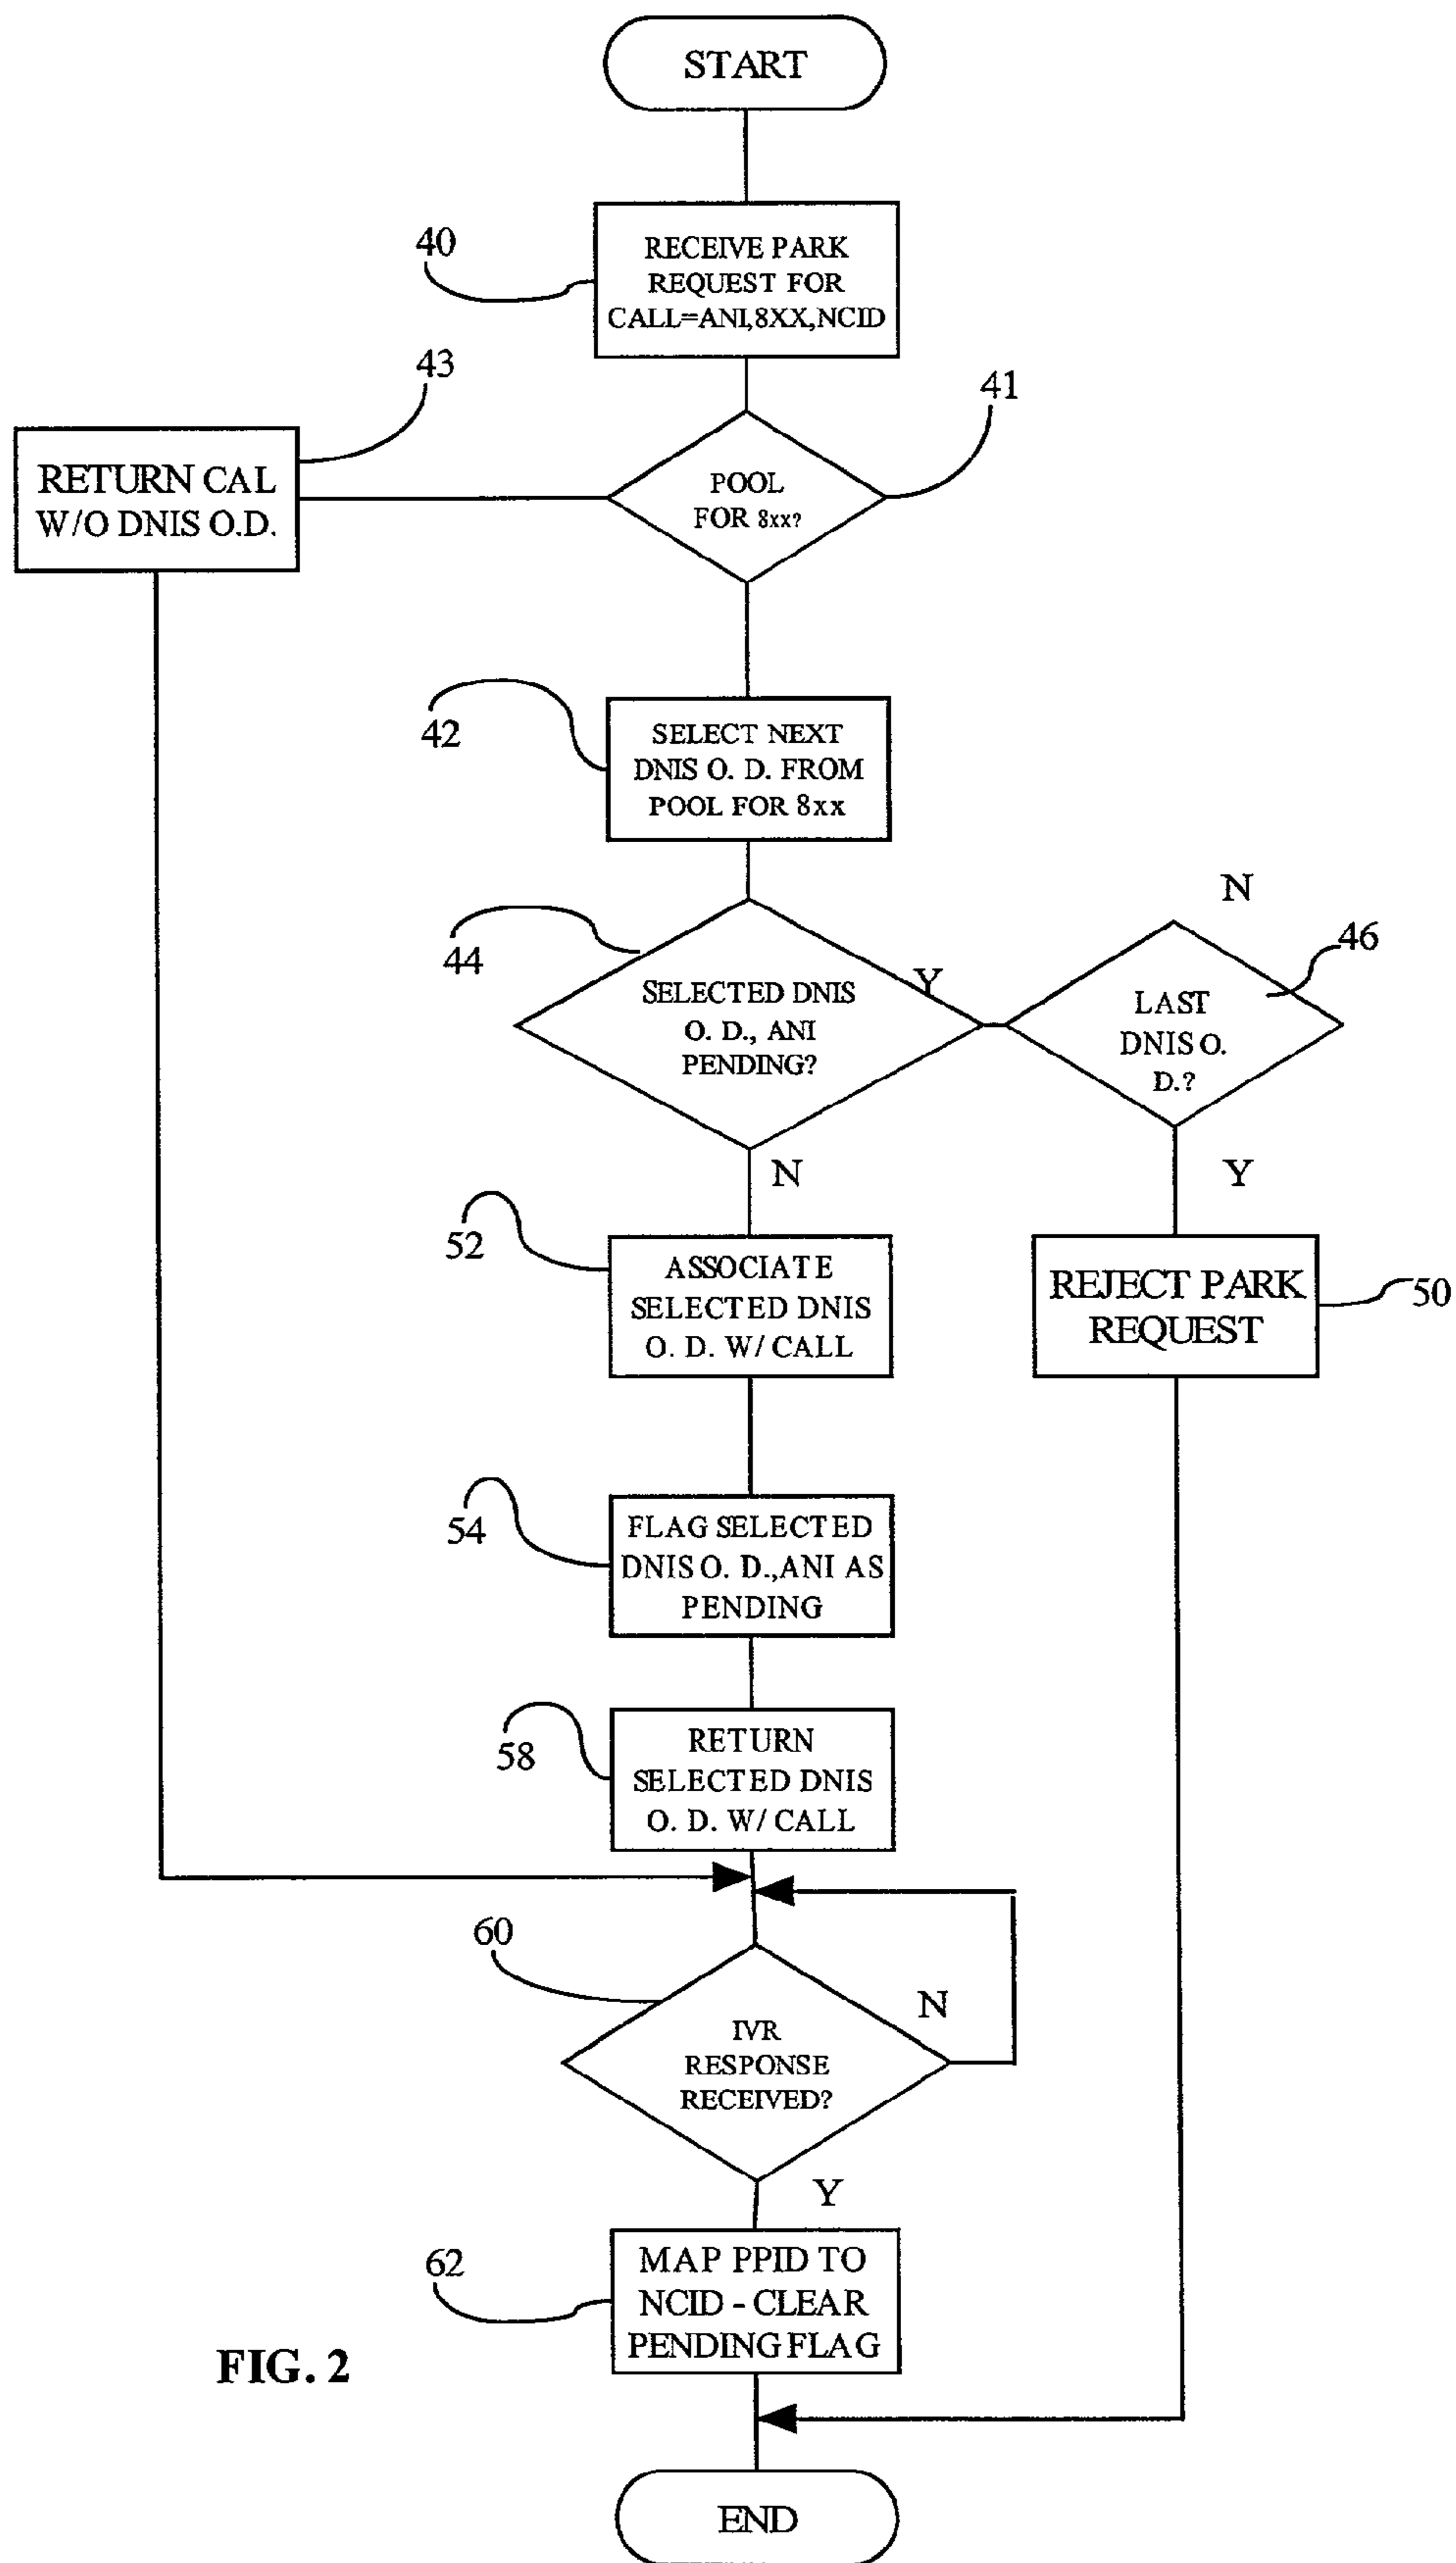 START
40
RECEIVE PARK
REQUEST FOR
CALL=ANI,8XX,NCID
43
41
RETURN CAL
W/O DNIS O.D.
POOL
FOR 8xx?
42
SELECT NEXT
DNIS O. D. FROM
POOL FOR 8xx
N
44
46
Y
SELECTED DNIS
O. D., ANI
PENDING?
LAST
DNIS O.
D.?
N
Y
52
ASSOCIATE
SELECTED DNIS
O. D. W/ CALL
REJECT PARK
REQUEST
50
54
FLAG SELECTED
DNIS O. D.,ANI AS
PENDING
58
RETURN
SELECTED DNIS
O. D. W/ CALL
60
N
IVR
RESPONSE
RECEIVED?
Y
62
MAP PPID TO
NCID - CLEAR
PENDING FLAG
FIG. 2
END